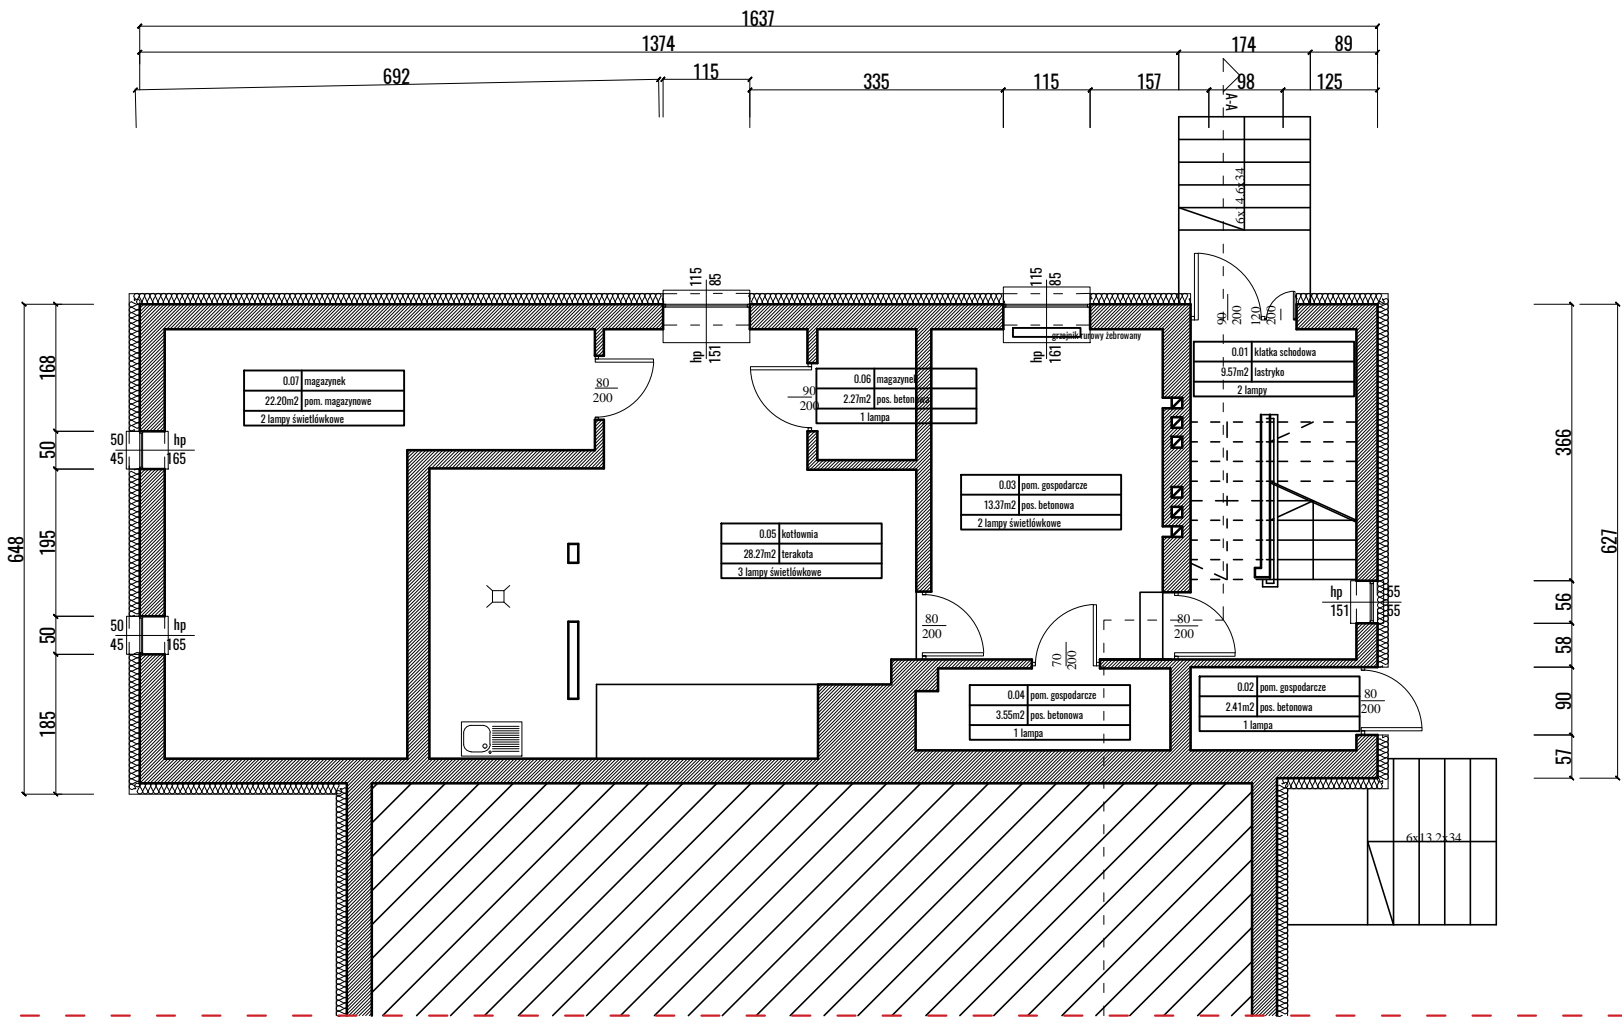 1637
1374
174
89
692
115
335
115
157
98
125
A-A
6x14.6x34
115
85
hp
151
115
85
hp
161
grzejnik rurowy żebrowany
90
200
120
200
0.01 klatka schodowa
9.57m2 lastryko
2 lampy
0.07 magazynek
22.20m2 pom. magazynowe
2 lampy świetlówkowe
80
200
90
200
0.06 magazynek
2.27m2 pos. betonowa
1 lampa
168
50
195
50
185
648
50
45
hp
165
50
45
hp
165
0.03 pom. gospodarcze
13.37m2 pos. betonowa
2 lampy świetlówkowe
0.05 kotłownia
28.27m2 terakota
3 lampy świetlówkowe
80
200
70
200
80
200
hp
151
55
55
366
56
58
90
57
627
0.04 pom. gospodarcze
3.55m2 pos. betonowa
1 lampa
0.02 pom. gospodarcze
2.41m2 pos. betonowa
1 lampa
80
200
6x13.2x34